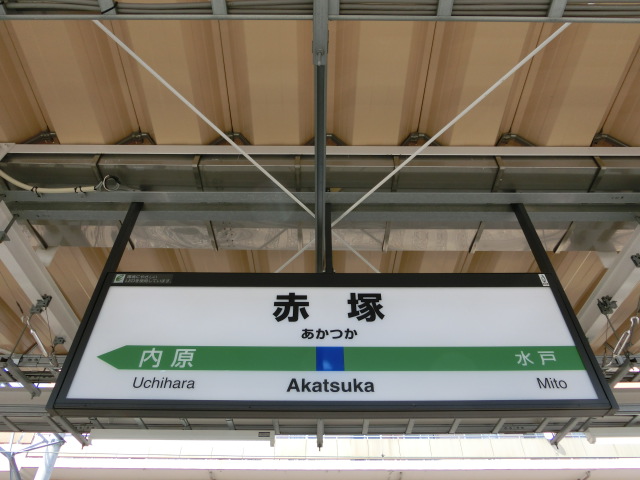 赤塚
あかつか
内原
水戸
Uchihara
Akatsuka
Mito